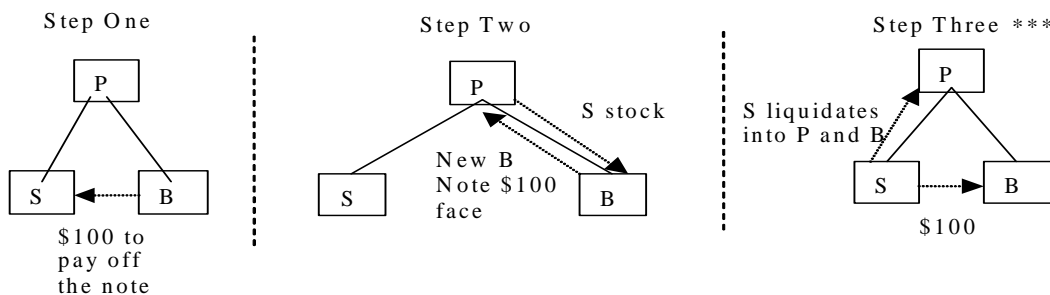 Step One
P
S
B
$100 to
pay off
the note
Step Two
P
S stock
New B
Note $100
face
S
B
Step Three ***
P
S liquidates
into P and B
S
B
$100